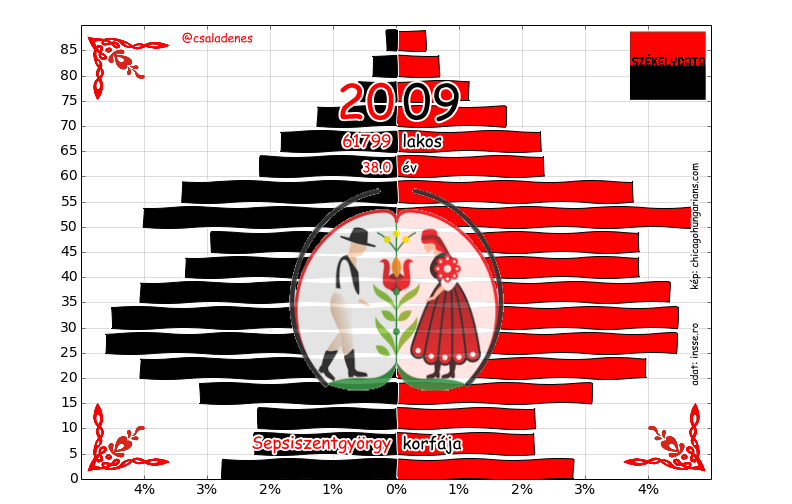 @csaladenes
SZÉKELYDATA
2009
61799 lakos
38.0 év
kép: chicagohungarians.com
adat: insse.ro
Sepsiszentgyörgy korfája
85
80
75
70
65
60
55
50
45
40
35
30
25
20
15
10
5
0
4% 3% 2% 1% 0% 1% 2% 3% 4%